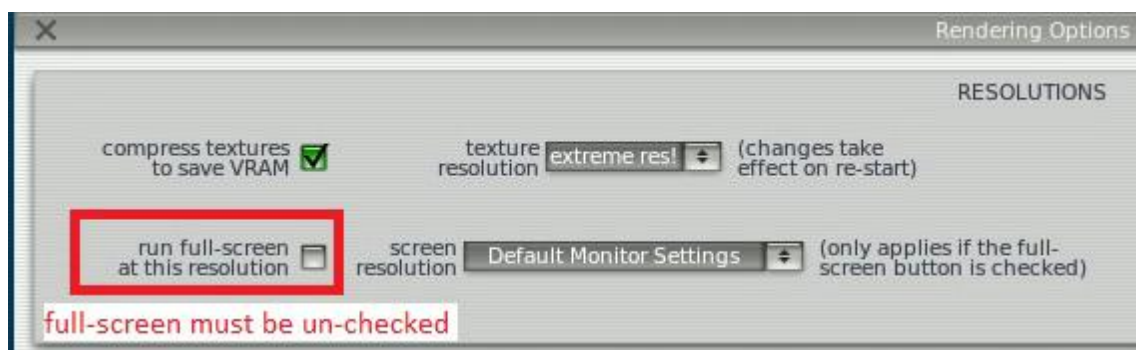 Rendering Options
RESOLUTIONS
compress textures
to save VRAM
texture
resolution
extreme res!
(changes take
effect on re-start)
run full-screen
at this resolution
screen
resolution
Default Monitor Settings
(only applies if the full-
screen button is checked)
full-screen must be un-checked